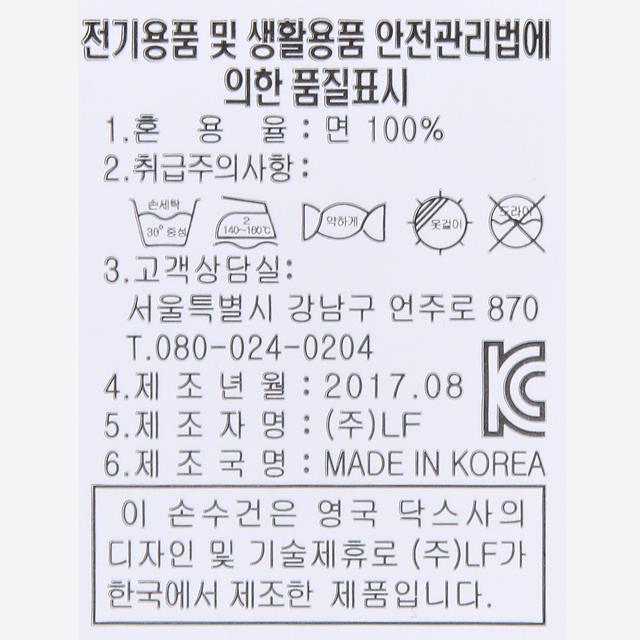 전기용품 및 생활용품 안전관리법에
의한 품질표시
1.혼 용 율 : 면 100%
2.취급주의사항 :
손세탁 30° 중성 2 140~160℃ 약하게 옷걸이 드라이
3.고객상담실:
서울특별시 강남구 언주로 870
T.080-024-0204
4.제 조 년 월 : 2017.08
5.제 조 자 명 : (주)LF
6.제 조 국 명 : MADE IN KOREA
이 손수건은 영국 닥스사의
디자인 및 기술제휴로 (주)LF가
한국에서 제조한 제품입니다.